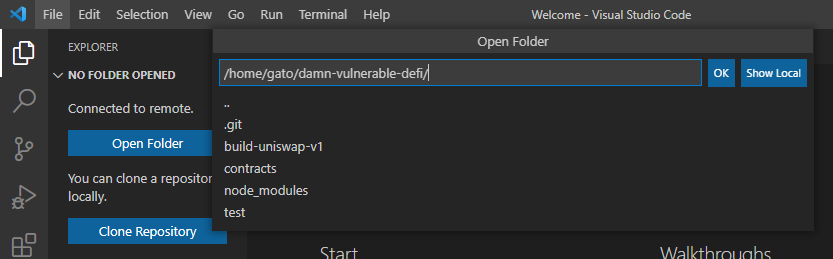 File Edit Selection View Go Run Terminal Help Welcome - Visual Studio Code
EXPLORER
NO FOLDER OPENED
Connected to remote.
Open Folder
You can clone a repositor
locally.
Clone Repository
Open Folder
/home/gato/damn-vulnerable-defi/
OK
Show Local
..
.git
build-uniswap-v1
contracts
node_modules
test
Start
Walkthroughs